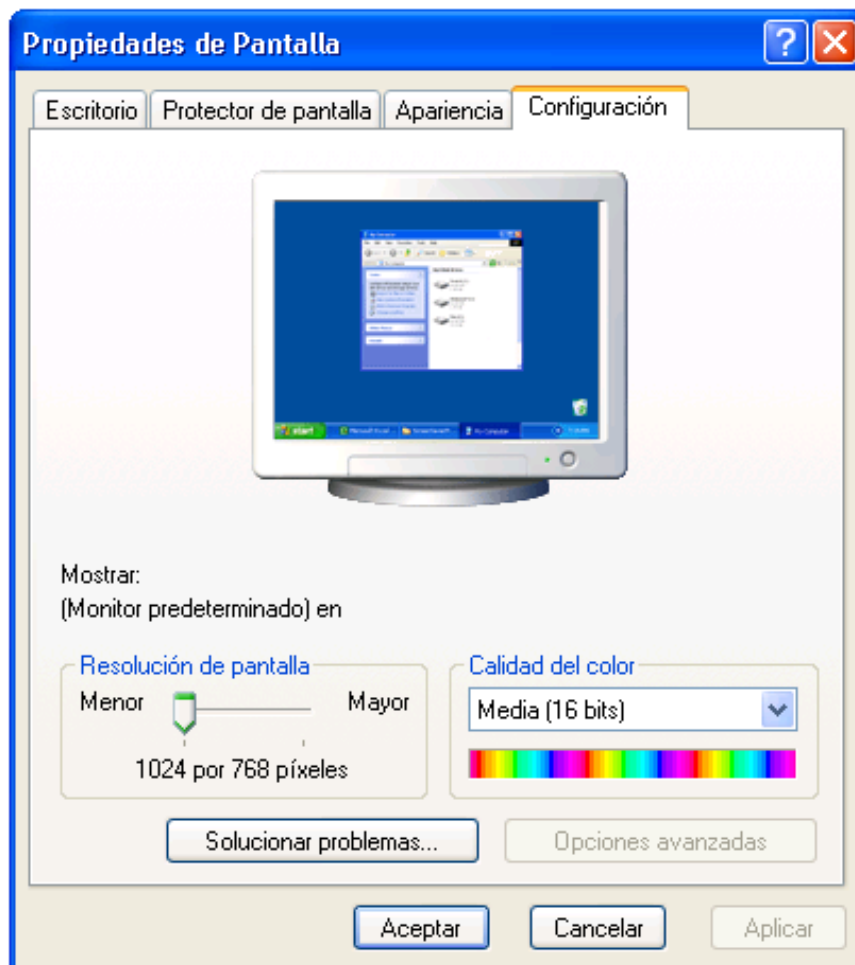 Propiedades de Pantalla
Escritorio
Protector de pantalla
Apariencia
Configuración
start
Mostrar:
(Monitor predeterminado) en
Resolución de pantalla
Menor
Mayor
1024 por 768 píxeles
Calidad del color
Media (16 bits)
Solucionar problemas...
Opciones avanzadas
Aceptar
Cancelar
Aplicar